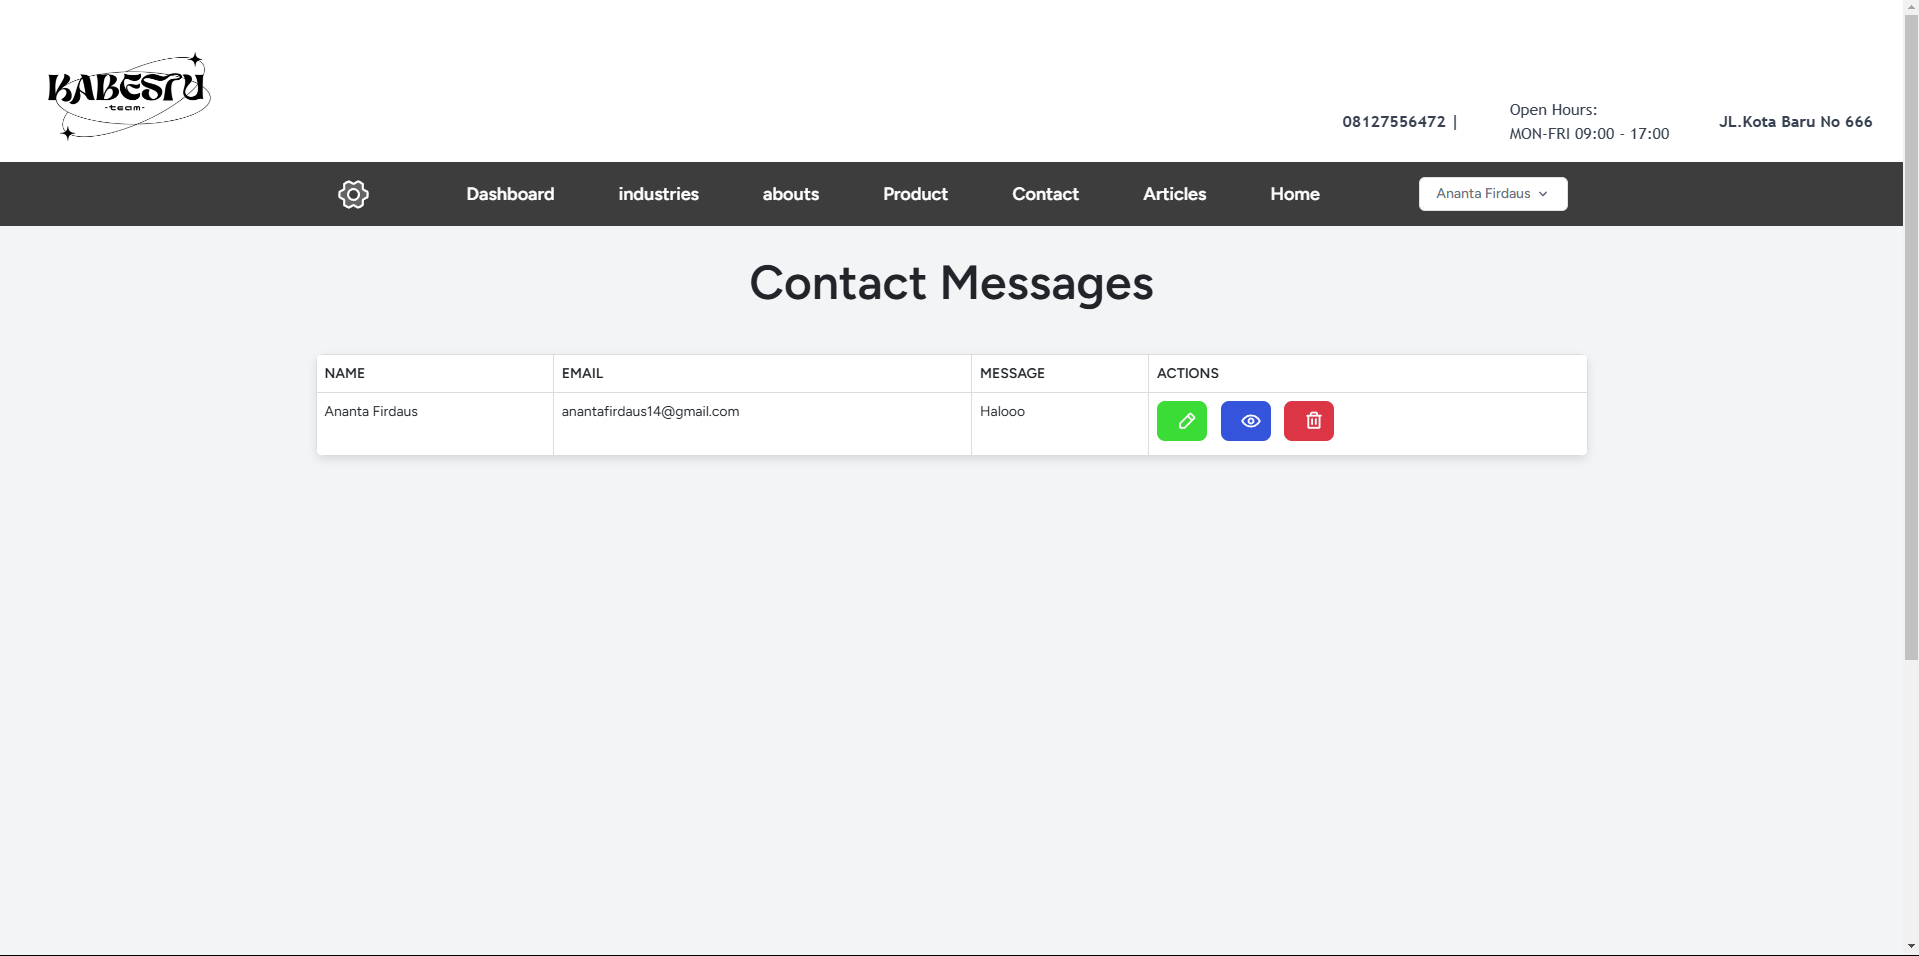 KABESTU
-team-
08127556472 |
Open Hours:
MON-FRI 09:00 - 17:00
JL.Kota Baru No 666
Dashboard industries abouts Product Contact Articles Home Ananta Firdaus
Contact Messages
NAME EMAIL MESSAGE ACTIONS
Ananta Firdaus anantafirdaus14@gmail.com Halooo